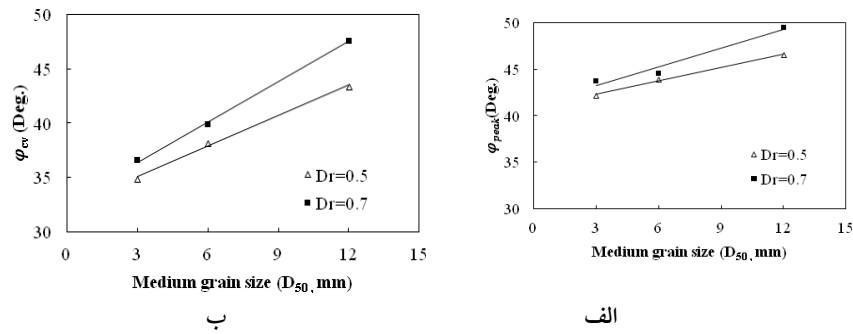 50
45
40
35
30
φcv (Deg.)
Dr=0.5
Dr=0.7
0 3 6 9 12 15
Medium grain size (D50, mm)
ب
50
45
40
35
30
φpeak(Deg.)
Dr=0.5
Dr=0.7
0 3 6 9 12 15
Medium grain size (D50, mm)
الف